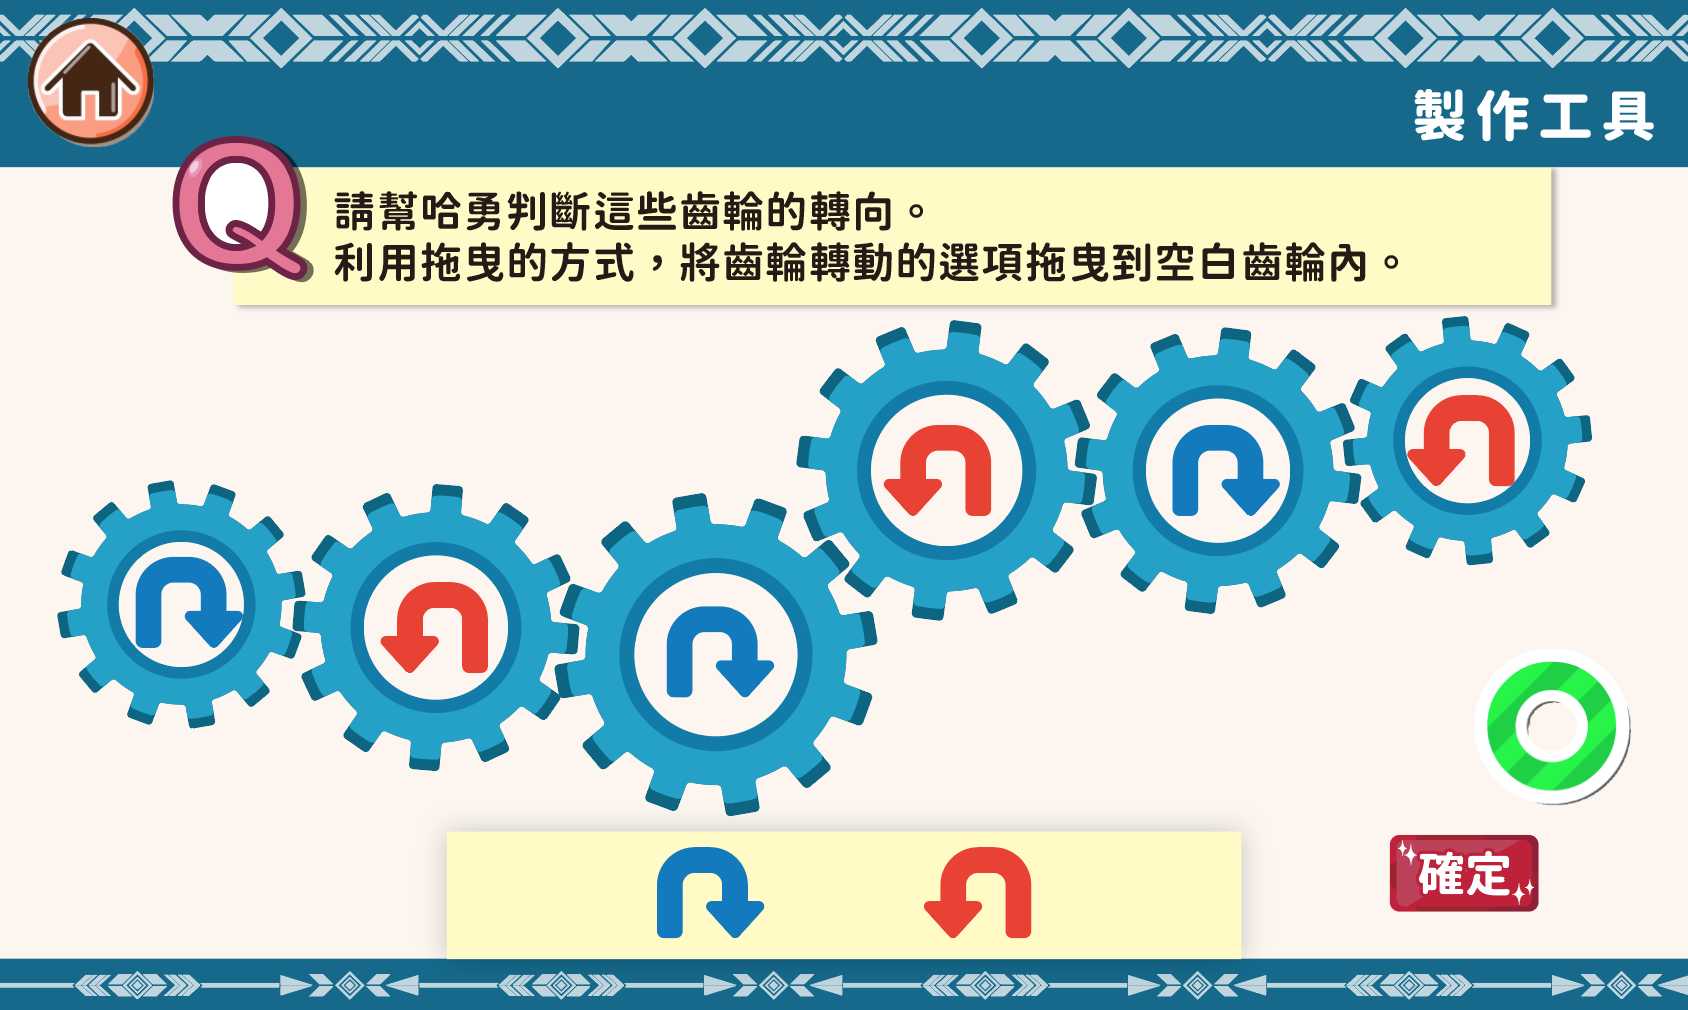 製作工具
Q
請幫哈勇判斷這些齒輪的轉向。
利用拖曳的方式，將齒輪轉動的選項拖曳到空白齒輪內。
確定